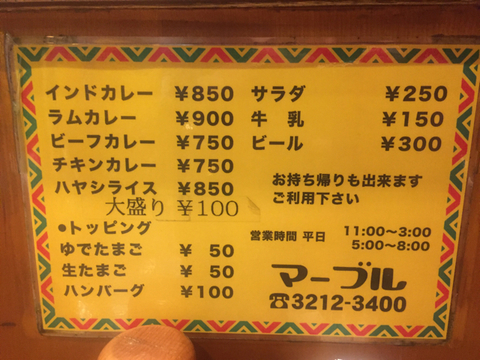 インドカレー ¥850
ラムカレー ¥900
ビーフカレー ¥750
チキンカレー ¥750
ハヤシライス ¥850
大盛り ¥100
●トッピング
ゆでたまご ¥ 50
生たまご ¥ 50
ハンバーグ ¥100
サラダ ¥250
牛 乳 ¥150
ビール ¥300
お持ち帰りも出来ます
ご利用下さい
営業時間 平日 11:00~3:00
5:00~8:00
マーブル
☎3212-3400